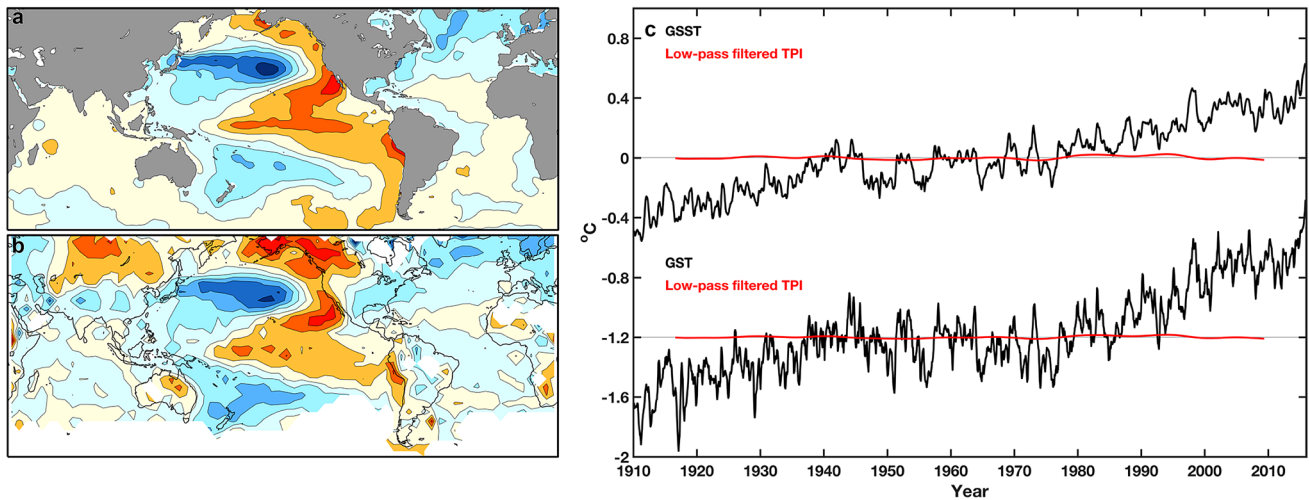 a
b
c GSST
Low-pass filtered TPI
GST
Low-pass filtered TPI
0.8
0.4
0
-0.4
-0.8
-1.2
-1.6
-2
°C
1910 1920 1930 1940 1950 1960 1970 1980 1990 2000 2010
Year